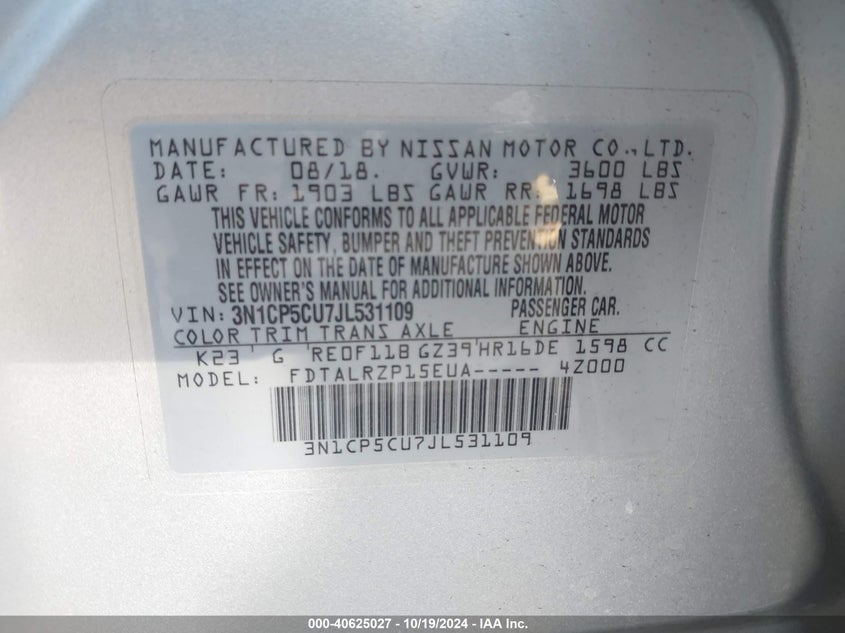 MANUFACTURED BY NISSAN MOTOR CO.,LTD.
DATE: 08/18. GVWR: 3600 LBS
GAWR FR: 1903 LBS GAWR RR: 1698 LBS
THIS VEHICLE CONFORMS TO ALL APPLICABLE FEDERAL MOTOR
VEHICLE SAFETY, BUMPER AND THEFT PREVENTION STANDARDS
IN EFFECT ON THE DATE OF MANUFACTURE SHOWN ABOVE.
SEE OWNER'S MANUAL FOR ADDITIONAL INFORMATION.
VIN: 3N1CP5CU7JL531109 PASSENGER CAR.
COLOR TRIM TRANS AXLE ENGINE
K23 G RE0F11B GZ39 HR16DE 1598 CC
MODEL: FDTALRZP15EUA----- 4Z000
3N1CP5CU7JL531109
000-40625027 - 10/19/2024 - IAA Inc.